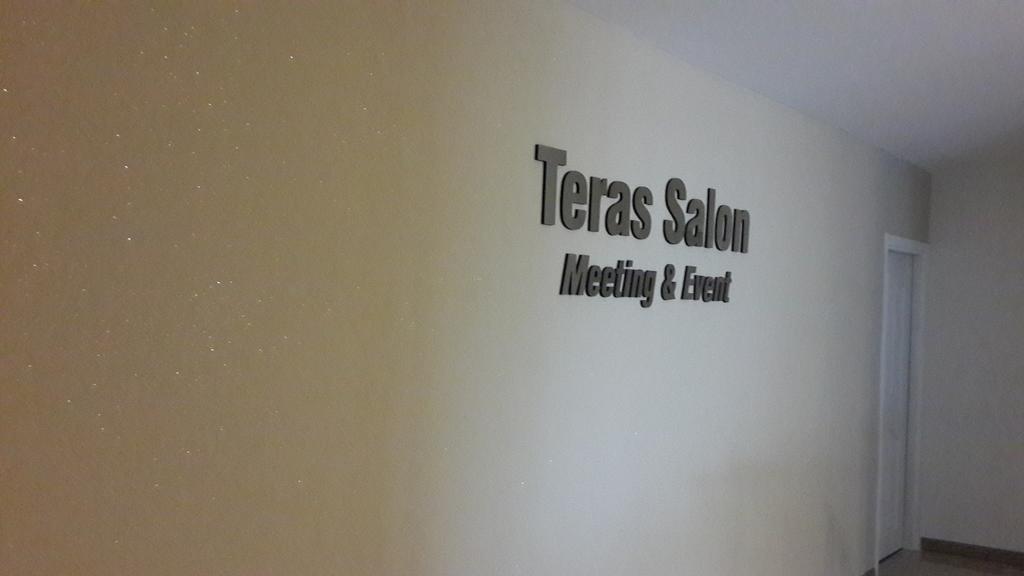 Teras Salon
Meeting & Event